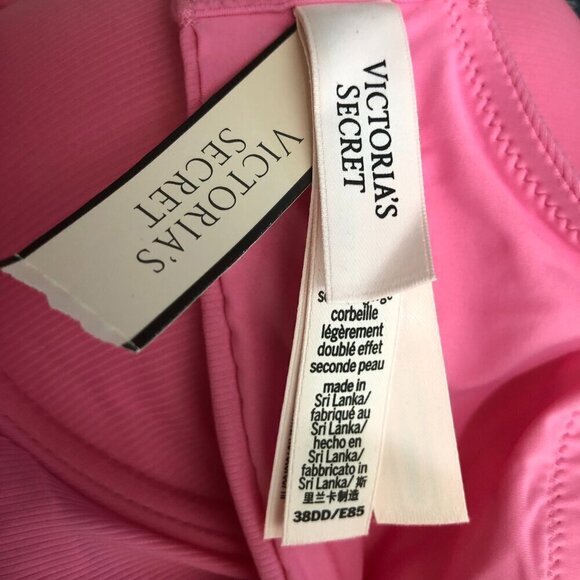 VICTORIA'S
SECRET
VICTORIA'S
SECRET
corbeille
légèrement
doublé effet
seconde peau
made in
Sri Lanka/
fabriqué au
Sri Lanka/
hecho en
Sri Lanka/
fabbricato in
Sri Lanka/斯
里兰卡制造
38DD/E85